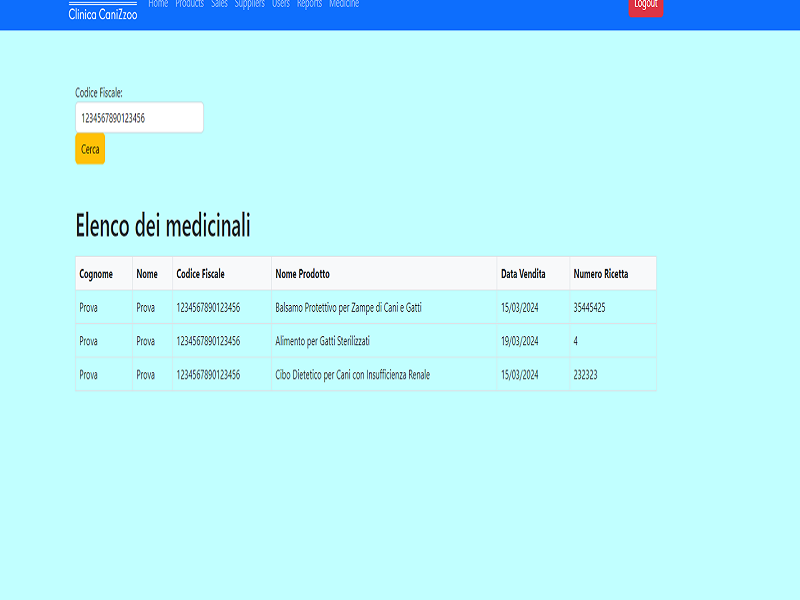 Home Products Sales Suppliers Users Reports Medicine Logout
Clinica CaniZzoo
Codice Fiscale:
1234567890123456
Cerca
Elenco dei medicinali
Cognome Nome Codice Fiscale Nome Prodotto Data Vendita Numero Ricetta
Prova Prova 1234567890123456 Balsamo Protettivo per Zampe di Cani e Gatti 15/03/2024 35445425
Prova Prova 1234567890123456 Alimento per Gatti Sterilizzati 19/03/2024 4
Prova Prova 1234567890123456 Cibo Dietetico per Cani con Insufficienza Renale 15/03/2024 232323